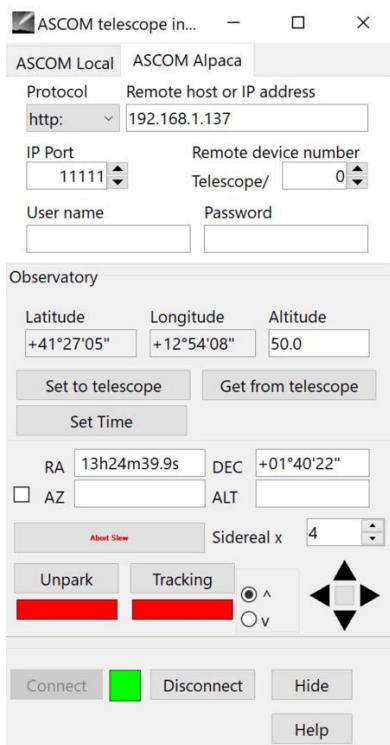 ASCOM telescope in...
ASCOM Local ASCOM Alpaca
Protocol Remote host or IP address
http: 192.168.1.137
IP Port Remote device number
11111 Telescope/ 0
User name Password
Observatory
Latitude Longitude Altitude
+41°27'05" +12°54'08" 50.0
Set to telescope Get from telescope
Set Time
RA 13h24m39.9s DEC +01°40'22"
AZ ALT
Abort Slew Sidereal x 4
Unpark Tracking ^
v
Connect Disconnect Hide
Help